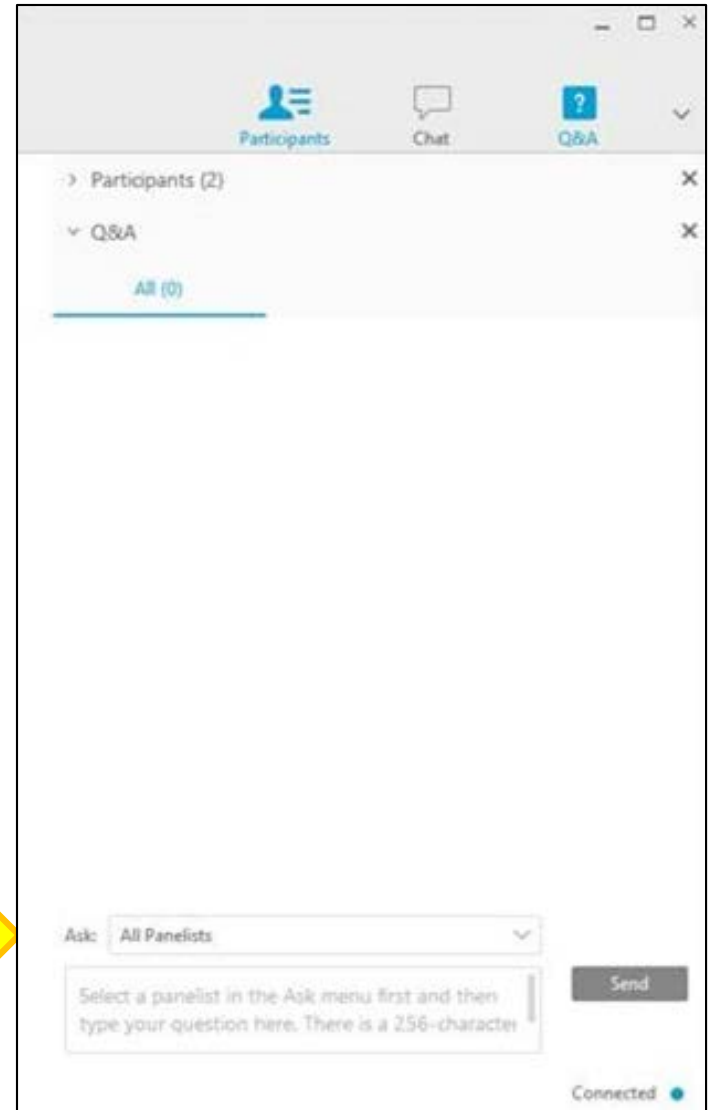 Participants Chat Q&A
Participants (2)
Q&A
All (0)
Ask: All Panelists
Select a panelist in the Ask menu first and then
type your question here. There is a 256-character
Send
Connected